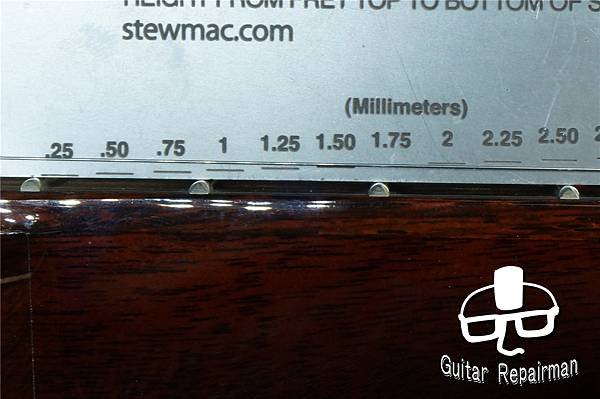 HEIGHT FROM FRET TOP TO BOTTOM OF S
stewmac.com
(Millimeters)
.25 .50 .75 1 1.25 1.50 1.75 2 2.25 2.50 2
Guitar Repairman